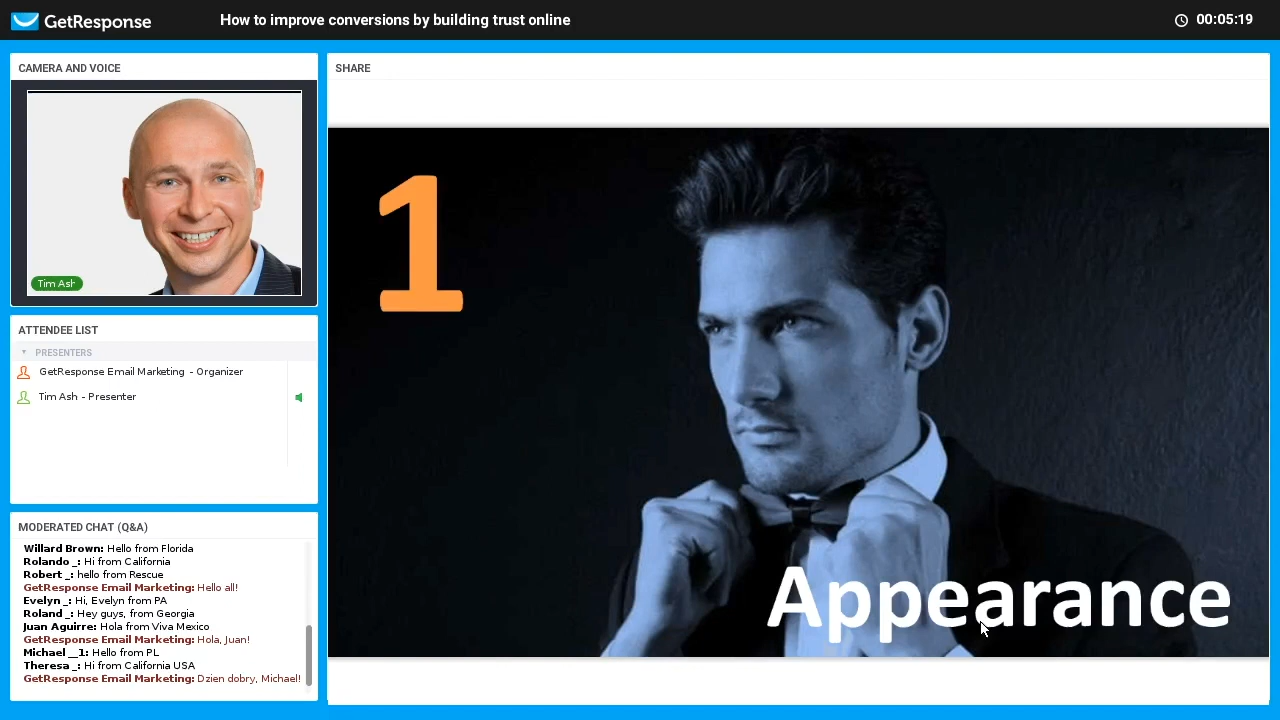 GetResponse
How to improve conversions by building trust online
00:05:19
CAMERA AND VOICE
Tim Ash
ATTENDEE LIST
PRESENTERS
GetResponse Email Marketing - Organizer
Tim Ash - Presenter
MODERATED CHAT (Q&A)
Willard Brown: Hello from Florida
Rolando _: Hi from California
Robert _: hello from Rescue
GetResponse Email Marketing: Hello all!
Evelyn _: Hi, Evelyn from PA
Roland _: Hey guys, from Georgia
Juan Aguirre: Hola from Viva Mexico
GetResponse Email Marketing: Hola, Juan!
Michael __1: Hello from PL
Theresa _: Hi from California USA
GetResponse Email Marketing: Dzien dobry, Michael!
SHARE
1
Appearance